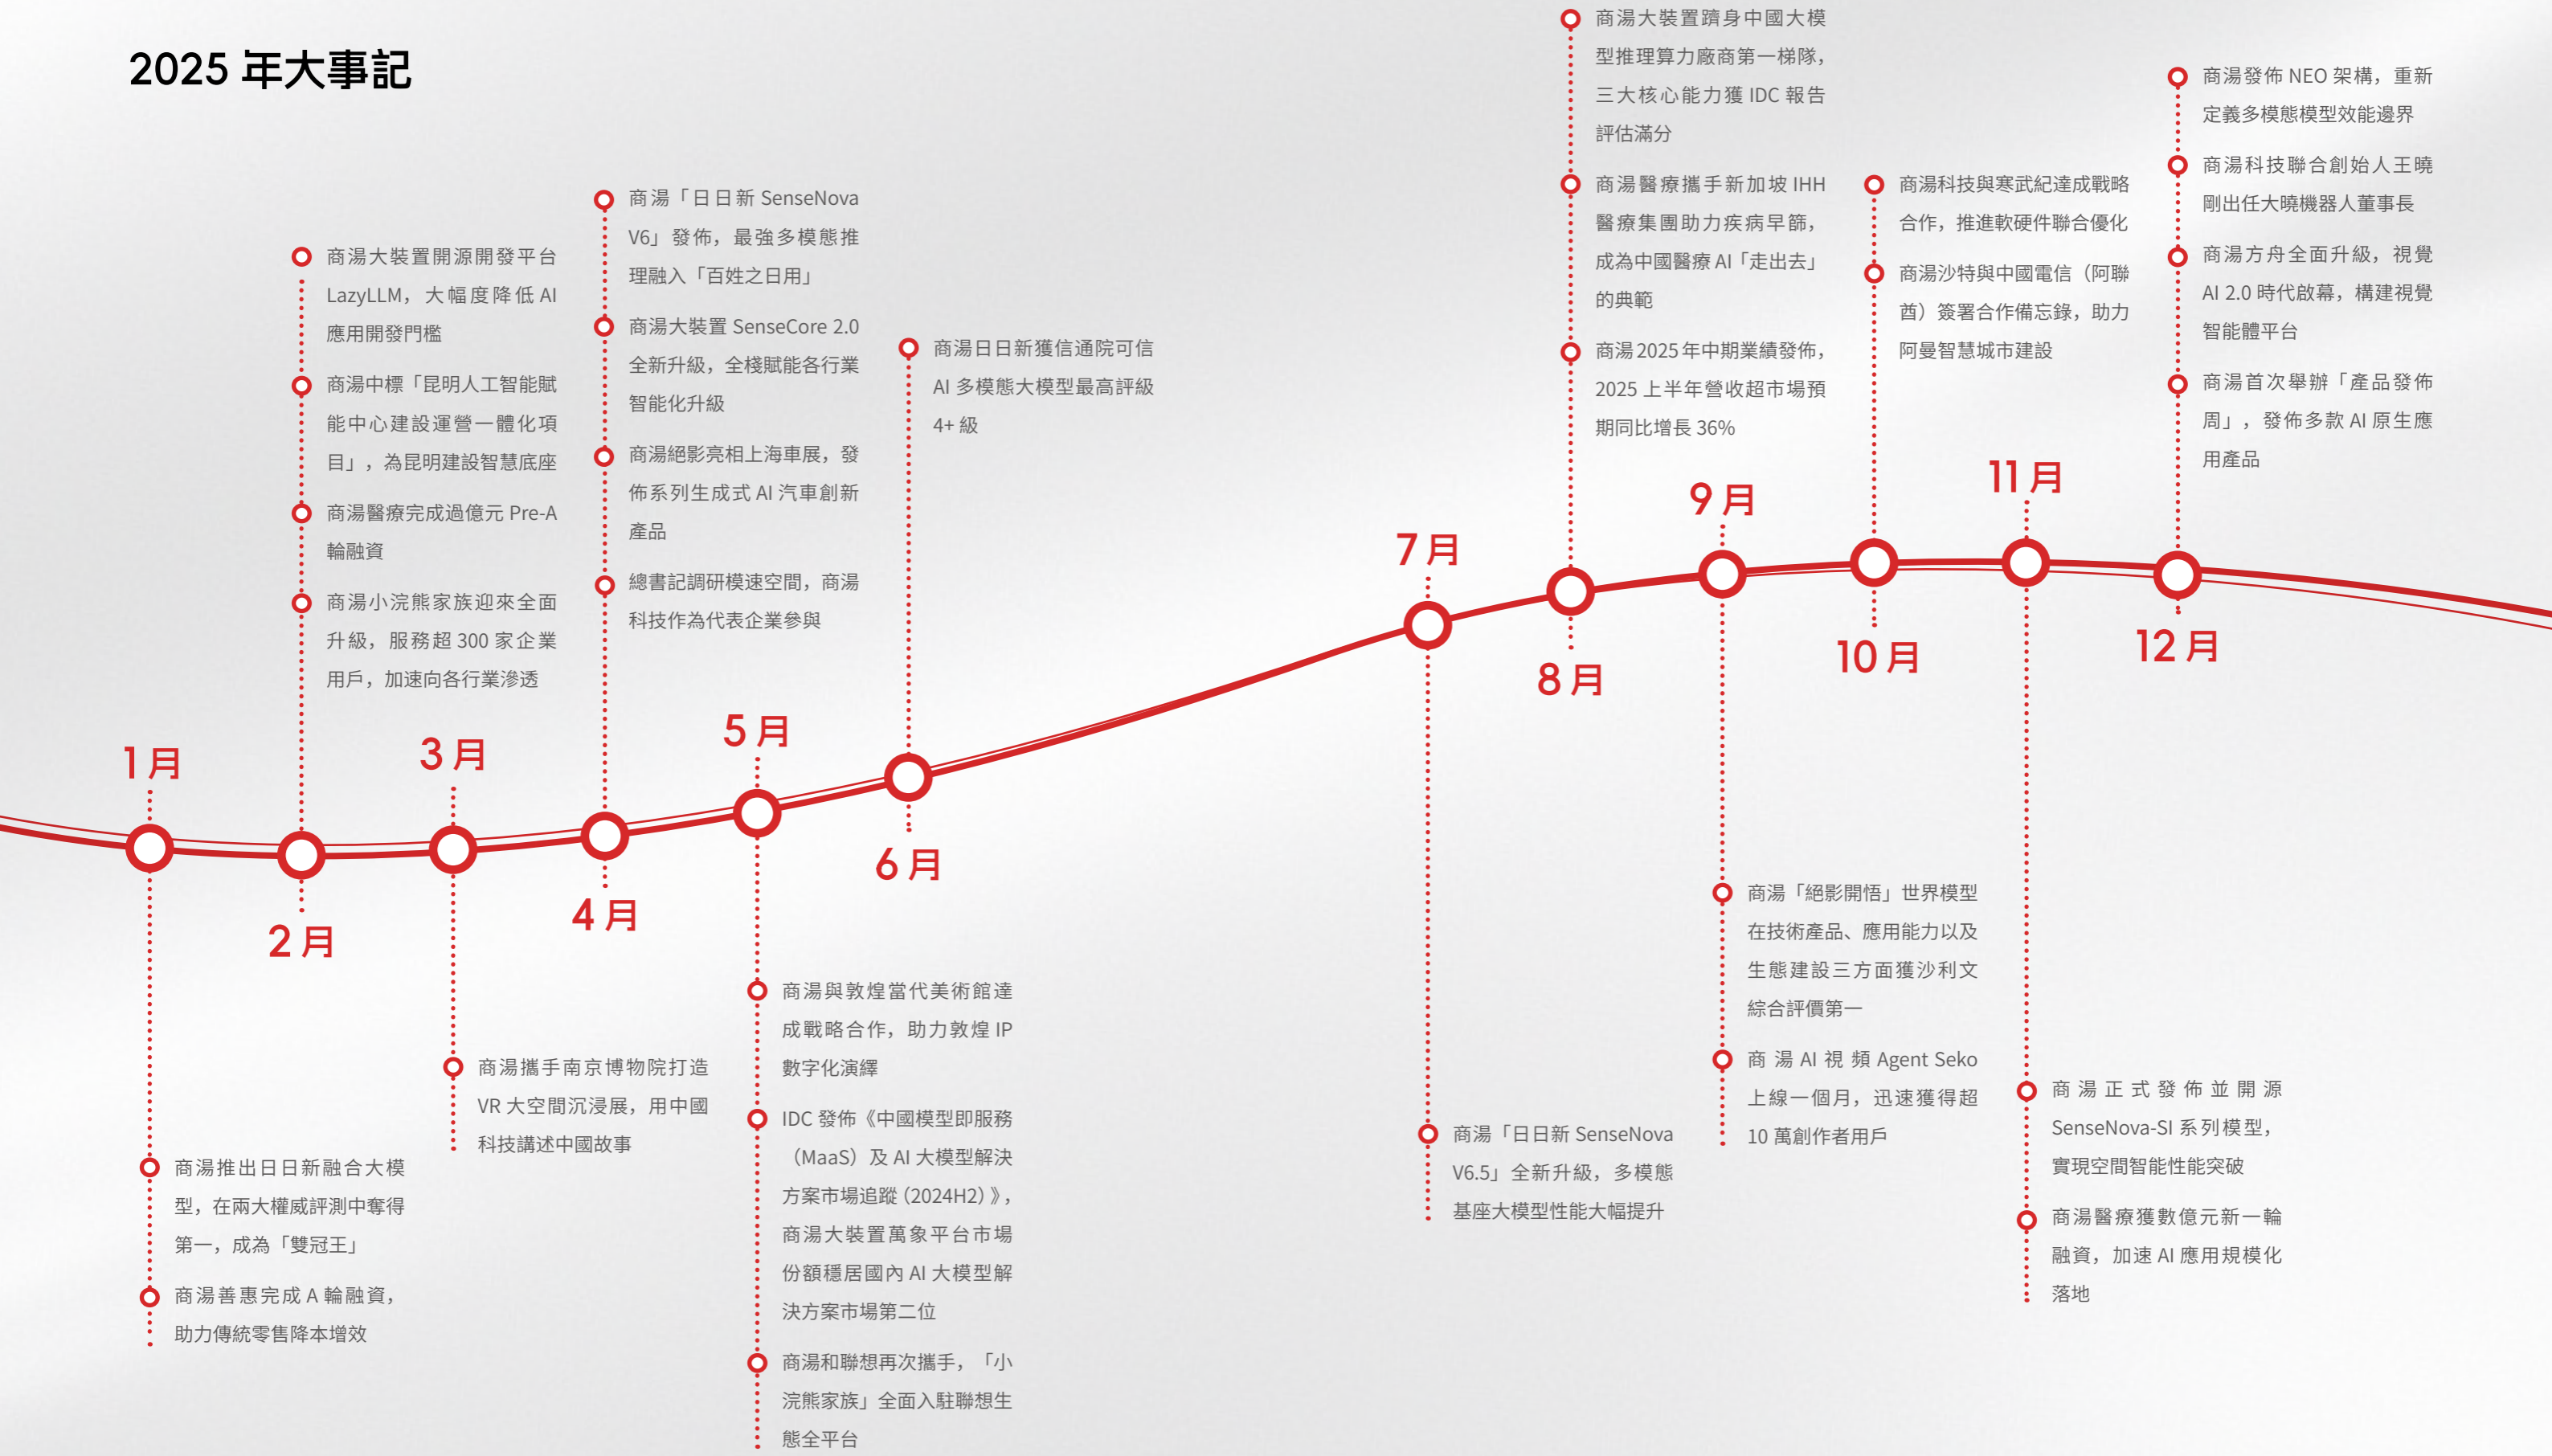 2025 年大事記
1 月
商湯推出日日新融合大模
型，在兩大權威評測中奪得
第一，成為「雙冠王」
商湯善惠完成 A 輪融資，
助力傳統零售降本增效
2 月
商湯大裝置開源開發平台
LazyLLM，大幅度降低 AI
應用開發門檻
商湯中標「昆明人工智能賦
能中心建設運營一體化項
目」，為昆明建設智慧底座
商湯醫療完成過億元 Pre-A
輪融資
商湯小浣熊家族迎來全面
升級，服務超 300 家企業
用戶，加速向各行業滲透
3 月
商湯攜手南京博物院打造
VR 大空間沉浸展，用中國
科技講述中國故事
4 月
商湯「日日新 SenseNova
V6」發佈，最強多模態推
理融入「百姓之日用」
商湯大裝置 SenseCore 2.0
全新升級，全棧賦能各行業
智能化升級
商湯絕影亮相上海車展，發
佈系列生成式 AI 汽車創新
產品
總書記調研模速空間，商湯
科技作為代表企業參與
5 月
商湯與敦煌當代美術館達
成戰略合作，助力敦煌 IP
數字化演繹
IDC 發佈《中國模型即服務
（MaaS）及 AI 大模型解決
方案市場追蹤（2024H2）》，
商湯大裝置萬象平台市場
份額穩居國內 AI 大模型解
決方案市場第二位
商湯和聯想再次攜手，「小
浣熊家族」全面入駐聯想生
態全平台
6 月
商湯日日新獲信通院可信
AI 多模態大模型最高評級
4+ 級
7 月
商湯「日日新 SenseNova
V6.5」全新升級，多模態
基座大模型性能大幅提升
8 月
商湯大裝置躋身中國大模
型推理算力廠商第一梯隊，
三大核心能力獲 IDC 報告
評估滿分
商湯醫療攜手新加坡 IHH
醫療集團助力疾病早篩，
成為中國醫療 AI「走出去」
的典範
商湯 2025 年中期業績發佈，
2025 上半年營收超市場預
期同比增長 36%
9 月
商湯「絕影開悟」世界模型
在技術產品、應用能力以及
生態建設三方面獲沙利文
綜合評價第一
商湯 AI 視頻 Agent Seko
上線一個月，迅速獲得超
10 萬創作者用戶
10 月
商湯科技與寒武紀達成戰略
合作，推進軟硬件聯合優化
商湯沙特與中國電信（阿聯
酋）簽署合作備忘錄，助力
阿曼智慧城市建設
11 月
商湯正式發佈並開源
SenseNova-SI 系列模型，
實現空間智能性能突破
商湯醫療獲數億元新一輪
融資，加速 AI 應用規模化
落地
12 月
商湯發佈 NEO 架構，重新
定義多模態模型效能邊界
商湯科技聯合創始人王曉
剛出任大曉機器人董事長
商湯方舟全面升級，視覺
AI 2.0 時代啟幕，構建視覺
智能體平台
商湯首次舉辦「產品發佈
周」，發佈多款 AI 原生應
用產品